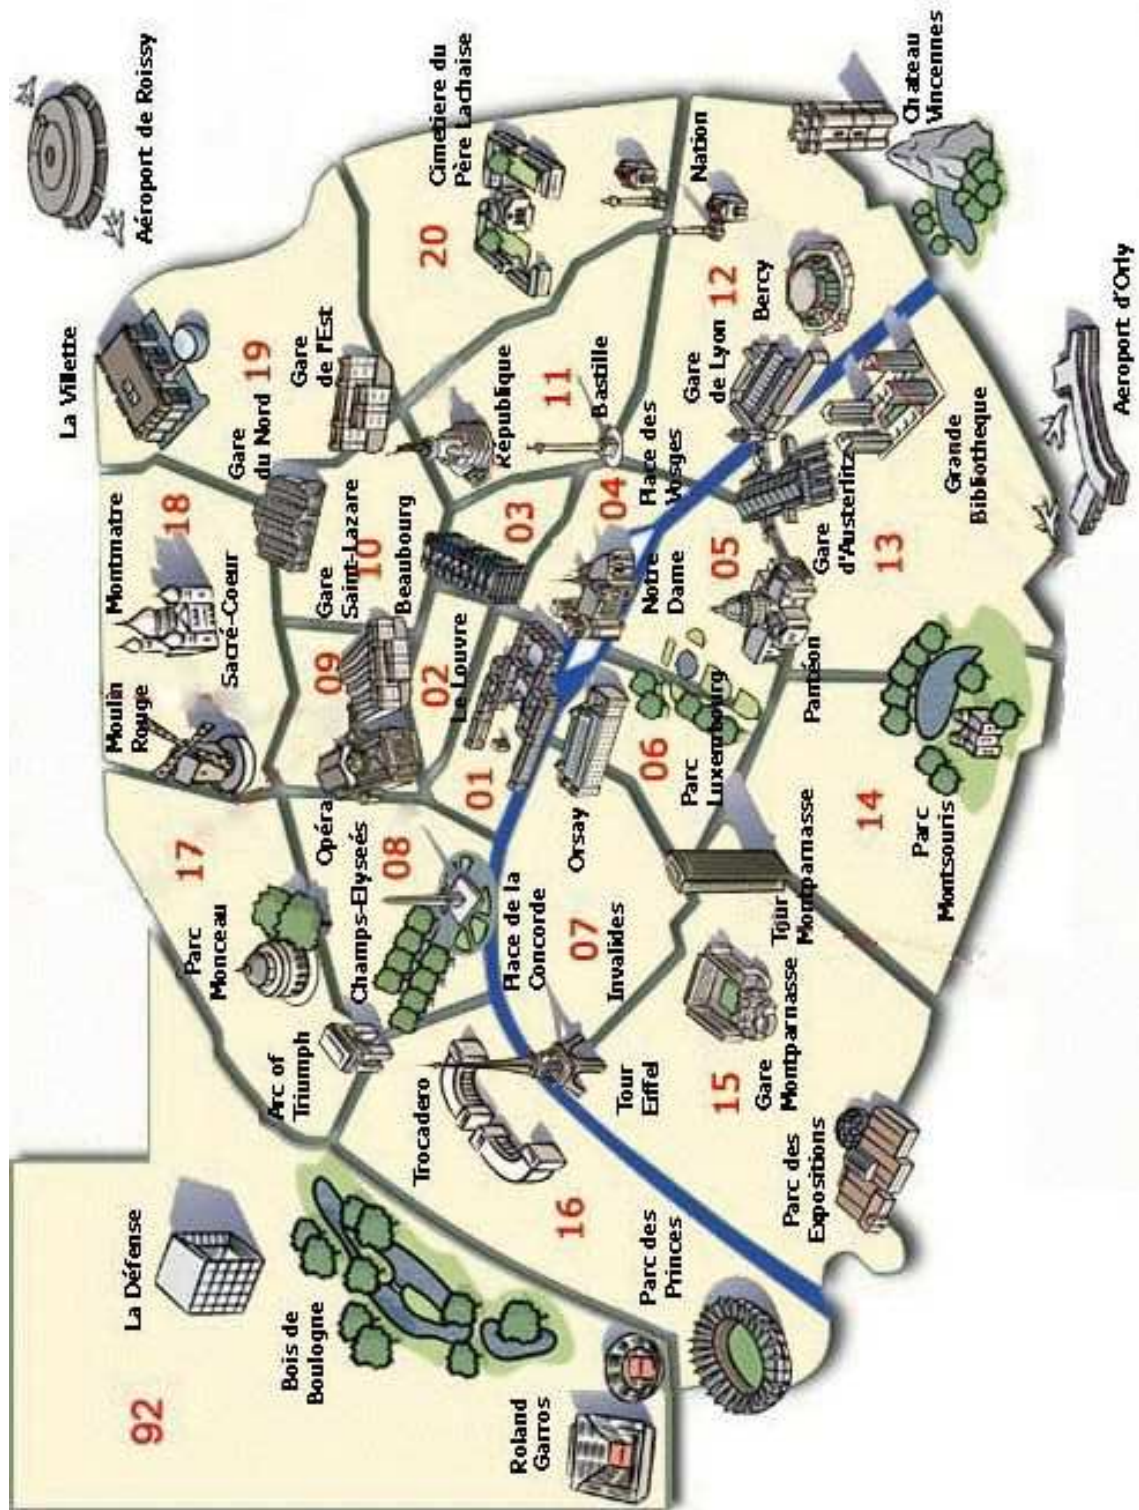 La Villette
Montmatre
Moulin
Rouge
La Défense
92
Aéroport de Roissy
18
17
Parc
Monceau
Sacré-Coeur
Gare
du Nord
19
Gare
de l'Est
Arc of
Triumph
Bois de
Boulogne
Opéra
09
Gare
Saint-Lazare
10
Champs-Elyseés
08
Beaubourg
Trocadero
02
Le Louvre
20
Cimetiere du
Père Lachaise
01
République
03
Place de la
Concorde
Roland
Garros
11
16
Orsay
07
Invalides
Bastille
04
Tour
Eiffel
Parc des
Princes
06
Notre
Dame
Place des
Vosges
Parc
Luxembourg
Nation
15
05
12
Gare
de Lyon
Bercy
Gare
Montparnasse
Tour
Montparnasse
Parc des
Expositions
Pantéon
Gare
d'Austerlitz
14
13
Parc
Montsouris
Grande
Bibliotheque
Chateau
Vincennes
Aeroport d'Orly